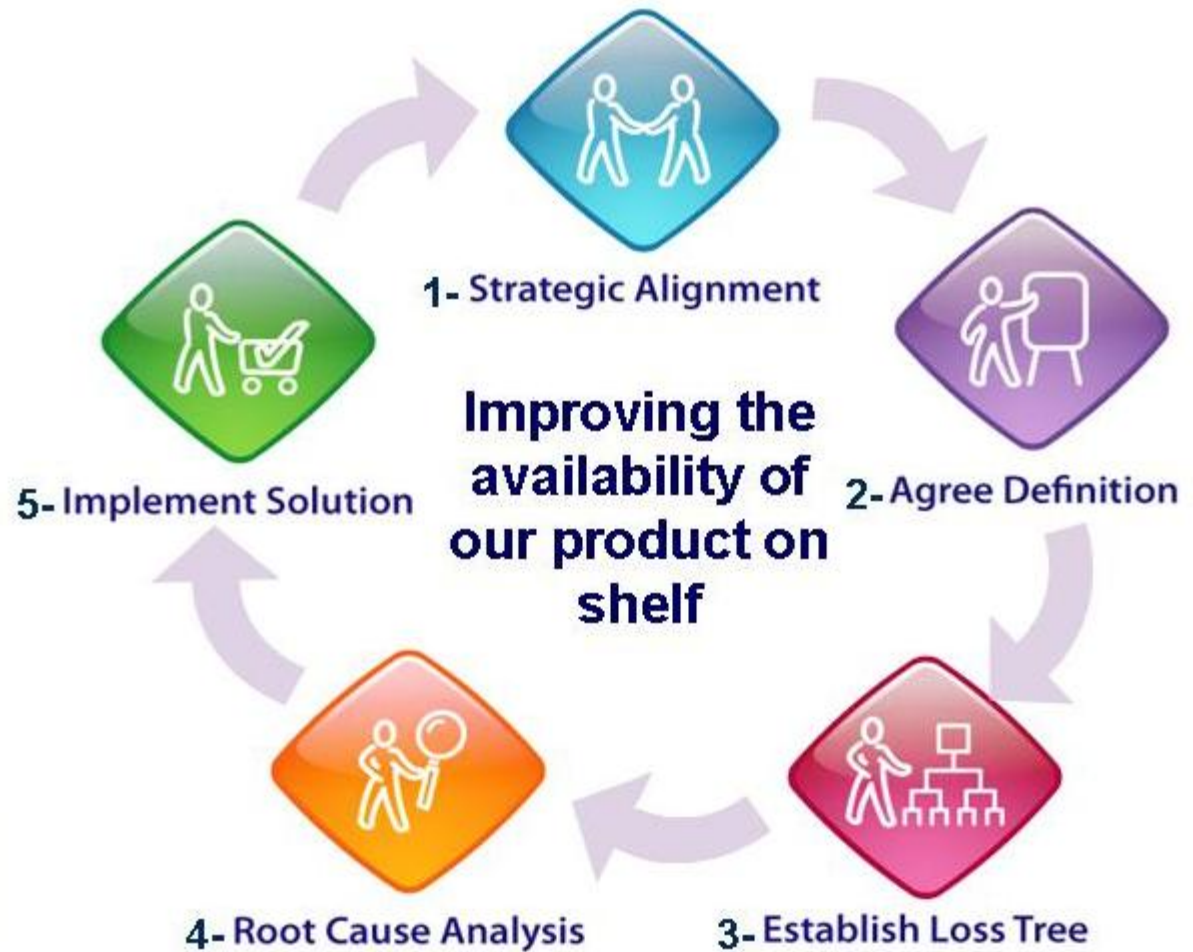 1- Strategic Alignment
2- Agree Definition
3- Establish Loss Tree
4- Root Cause Analysis
5- Implement Solution
Improving the
availability of
our product on
shelf